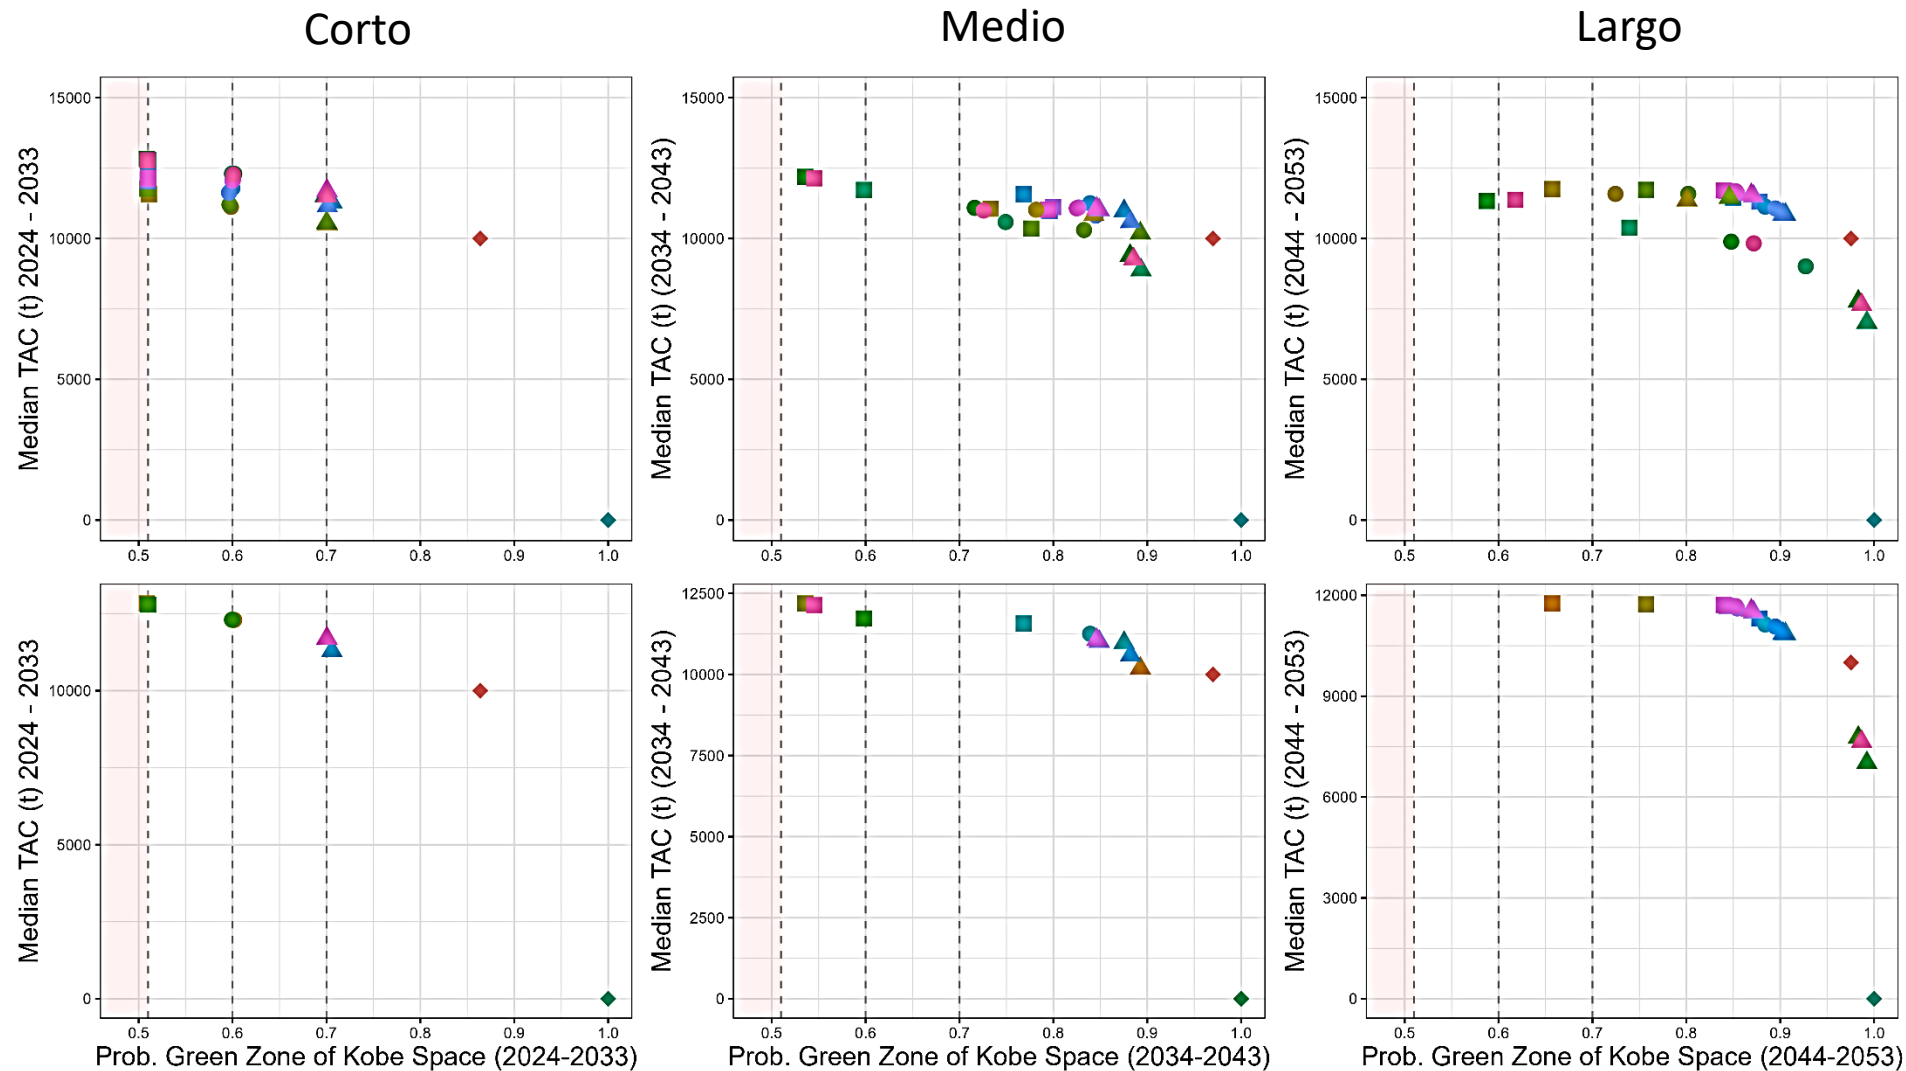 Corto
Medio
Largo
Median TAC (t) 2024 - 2033
15000
10000
5000
0
0.5 0.6 0.7 0.8 0.9 1.0
Median TAC (t) (2034 - 2043)
15000
10000
5000
0
0.5 0.6 0.7 0.8 0.9 1.0
Median TAC (t) (2044 - 2053)
15000
10000
5000
0
0.5 0.6 0.7 0.8 0.9 1.0
Median TAC (t) 2024 - 2033
10000
5000
0
0.5 0.6 0.7 0.8 0.9 1.0
Prob. Green Zone of Kobe Space (2024-2033)
Median TAC (t) (2034 - 2043)
12500
10000
7500
5000
2500
0
0.5 0.6 0.7 0.8 0.9 1.0
Prob. Green Zone of Kobe Space (2034-2043)
Median TAC (t) (2044 - 2053)
12000
9000
6000
3000
0
0.5 0.6 0.7 0.8 0.9 1.0
Prob. Green Zone of Kobe Space (2044-2053)